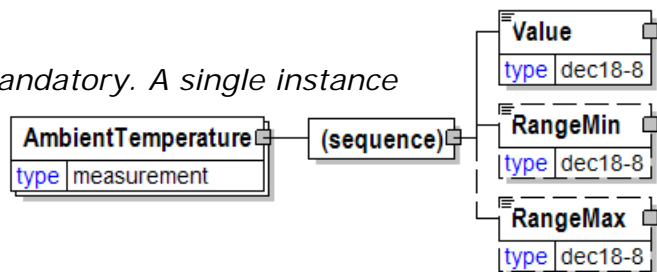 andatory. A single instance
AmbientTemperature
type measurement
(sequence)
Value
type dec18-8
RangeMin
type dec18-8
RangeMax
type dec18-8